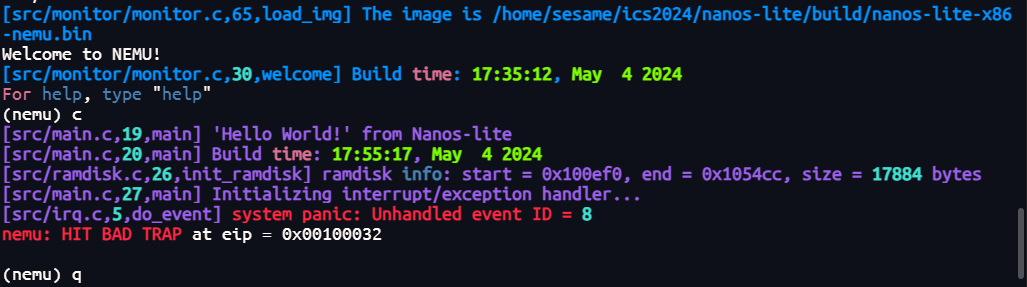 [src/monitor/monitor.c,65,load_img] The image is /home/sesame/ics2024/nanos-lite/build/nanos-lite-x86
-nemu.bin
Welcome to NEMU!
[src/monitor/monitor.c,30,welcome] Build time: 17:35:12, May  4 2024
For help, type "help"
(nemu) c
[src/main.c,19,main] 'Hello World!' from Nanos-lite
[src/main.c,20,main] Build time: 17:55:17, May  4 2024
[src/ramdisk.c,26,init_ramdisk] ramdisk info: start = 0x100ef0, end = 0x1054cc, size = 17884 bytes
[src/main.c,27,main] Initializing interrupt/exception handler...
[src/irq.c,5,do_event] system panic: Unhandled event ID = 8
nemu: HIT BAD TRAP at eip = 0x00100032
(nemu) q